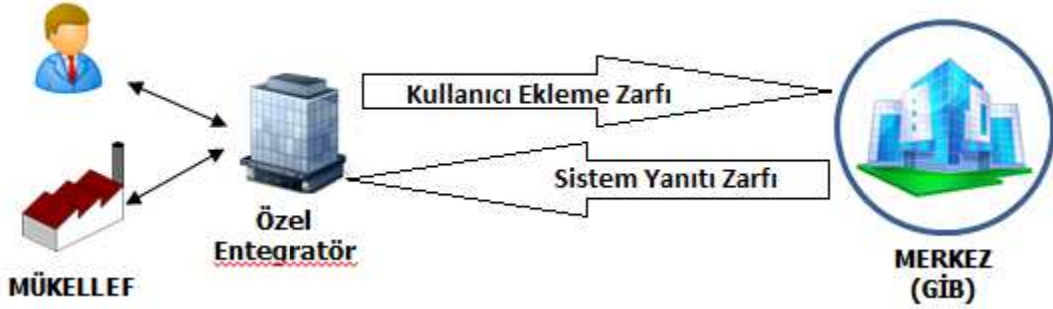 Kullanıcı Ekleme Zarfı
Sistem Yanıtı Zarfı
Özel
Entegratör
MÜKELLEF
MERKEZ
(GİB)